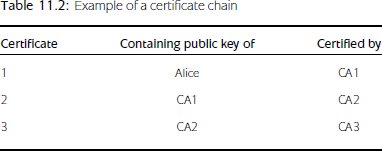 Table 11.2: Example of a certificate chain
Certificate Containing public key of Certified by
1 Alice CA1
2 CA1 CA2
3 CA2 CA3